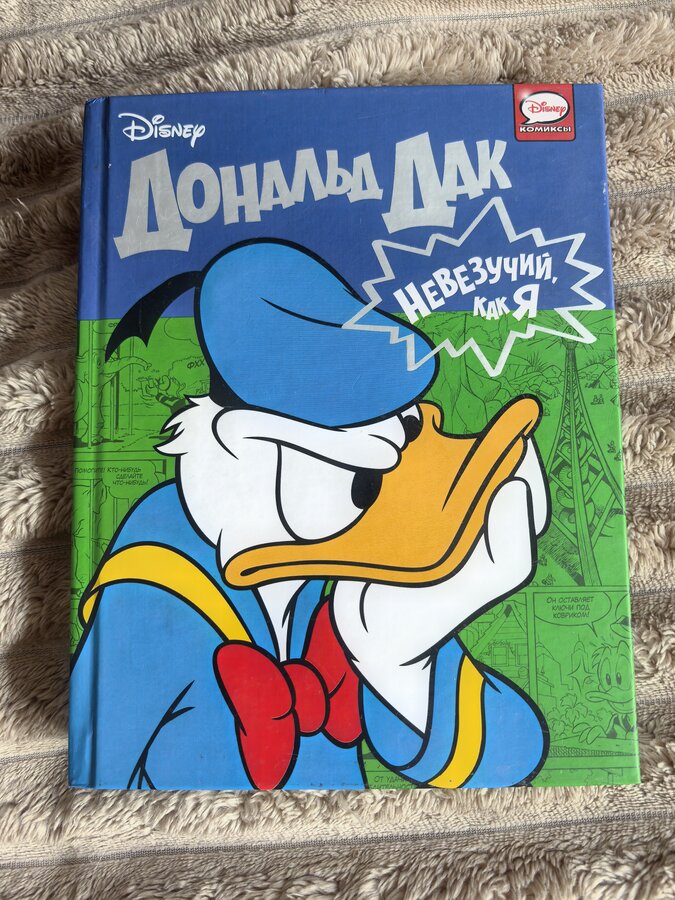 Disney
Disney
КОМИКСЫ
Дональд Дак
Невезучий,
как Я
ПОМОГИТЕ! КТО-НИБУДЬ
СДЕЛАЙТЕ
ЧТО-НИБУДЬ!
ОН ОСТАВЛЯЕТ
КЛЮЧИ ПОД
КОВРИКОМ!